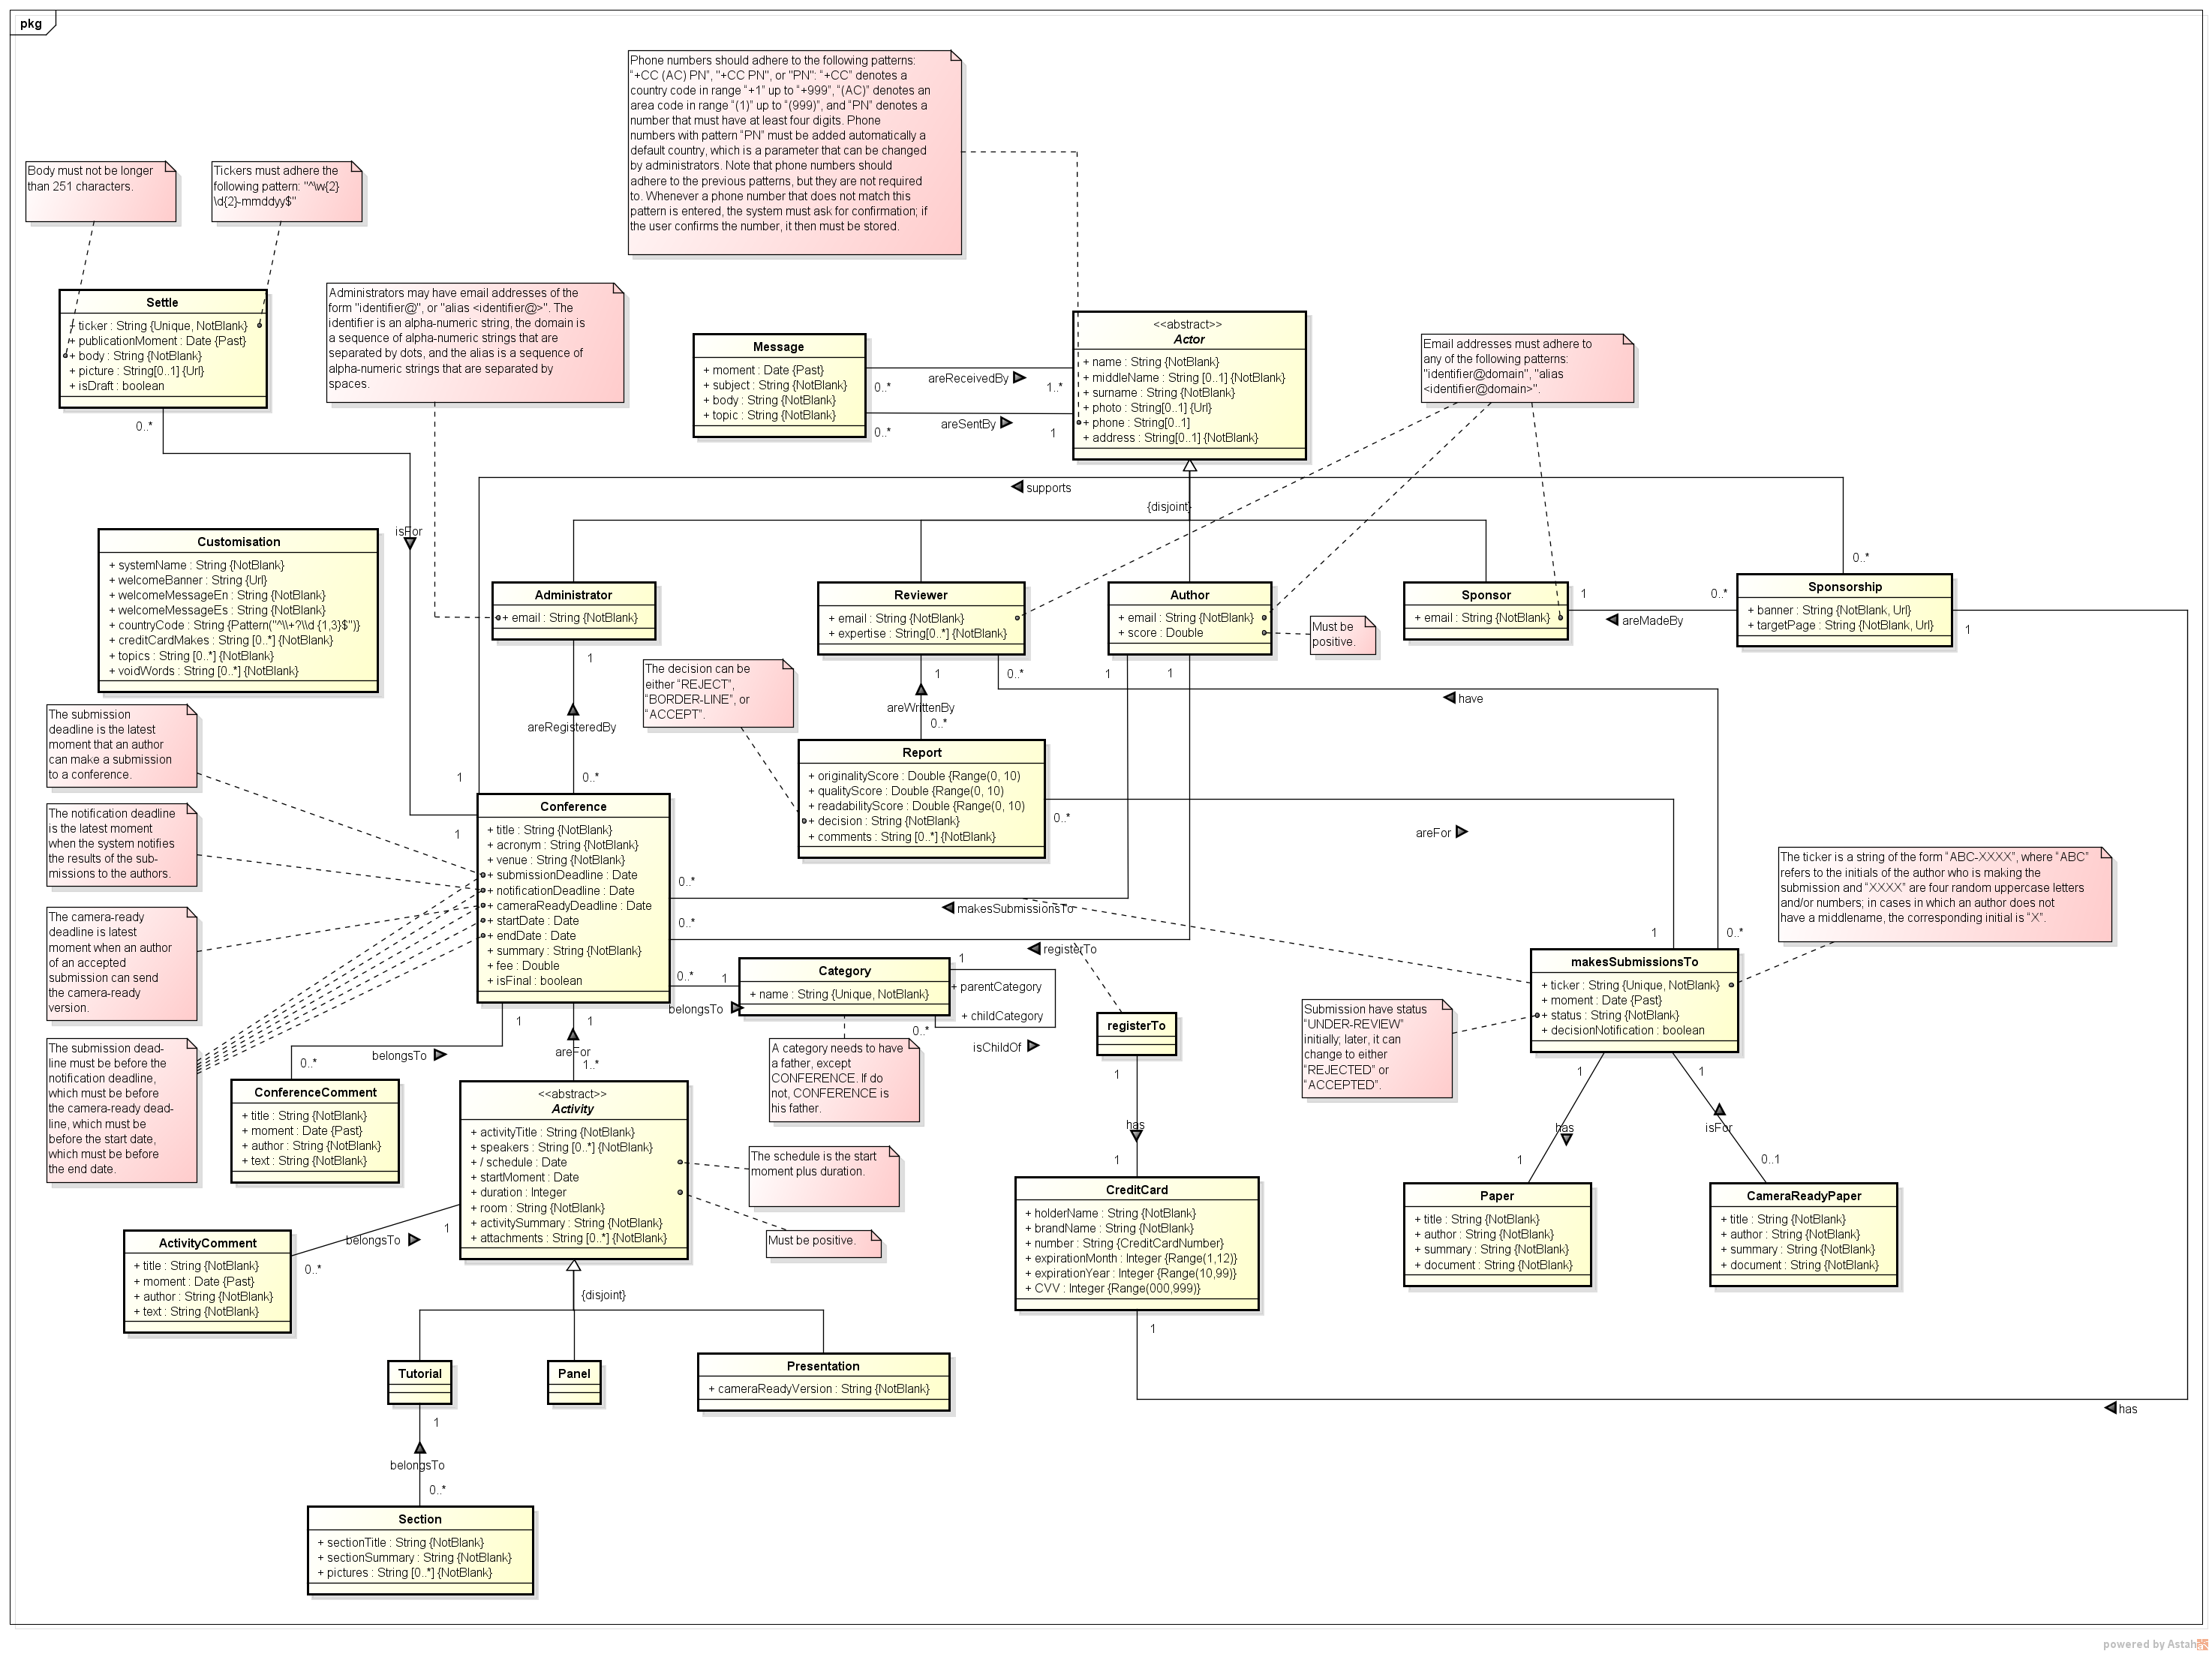 pkg
Phone numbers should adhere to the following patterns:
"+CC (AC) PN", "+CC PN", or "PN": "+CC" denotes a
country code in range "+1" up to "+999", "(AC)" denotes an
area code in range "(1)" up to "(999)", and "PN" denotes a
number that must have at least four digits. Phone
numbers with pattern "PN" must be added automatically a
default country, which is a parameter that can be changed
by administrators. Note that phone numbers should
adhere to the previous patterns, but they are not required
to. Whenever a phone number that does not match this
pattern is entered, the system must ask for confirmation; if
the user confirms the number, it then must be stored.
Body must not be longer
than 251 characters.
Tickers must adhere the
following pattern: "^\w{2}
\d{2}-mmddyy$"
Settle
+ ticker : String {Unique, NotBlank}
+ publicationMoment : Date {Past}
+ body : String {NotBlank}
+ picture : String[0..1] {Url}
+ isDraft : boolean
0..*
isFor
1
Administrators may have email addresses of the
form "identifier@", or "alias <identifier@>". The
identifier is an alpha-numeric string, the domain is
a sequence of alpha-numeric strings that are
separated by dots, and the alias is a sequence of
alpha-numeric strings that are separated by
spaces.
Message
+ moment : Date {Past}
+ subject : String {NotBlank}
+ body : String {NotBlank}
+ topic : String {NotBlank}
0..*
areReceivedBy
1..*
0..*
areSentBy
1
<<abstract>>
Actor
+ name : String {NotBlank}
+ middleName : String [0..1] {NotBlank}
+ surname : String {NotBlank}
+ photo : String[0..1] {Url}
+ phone : String[0..1]
+ address : String[0..1] {NotBlank}
Email addresses must adhere to
any of the following patterns:
"identifier@domain", "alias
<identifier@domain>".
supports
0..*
1
{disjoint}
Customisation
+ systemName : String {NotBlank}
+ welcomeBanner : String {Url}
+ welcomeMessageEn : String {NotBlank}
+ welcomeMessageEs : String {NotBlank}
+ countryCode : String {Pattern("^\\+?\\d {1,3}$")}
+ creditCardMakes : String [0..*] {NotBlank}
+ topics : String [0..*] {NotBlank}
+ voidWords : String [0..*] {NotBlank}
Administrator
+ email : String {NotBlank}
1
areRegisteredBy
0..*
Reviewer
+ email : String {NotBlank}
+ expertise : String[0..*] {NotBlank}
1
areWrittenBy
0..*
0..*
have
0..*
Author
+ email : String {NotBlank}
+ score : Double
1
1
Must be
positive.
Sponsor
+ email : String {NotBlank}
1
areMadeBy
0..*
Sponsorship
+ banner : String {NotBlank, Url}
+ targetPage : String {NotBlank, Url}
1
The decision can be
either "REJECT",
"BORDER-LINE", or
"ACCEPT".
Report
+ originalityScore : Double {Range(0, 10)
+ qualityScore : Double {Range(0, 10)
+ readabilityScore : Double {Range(0, 10)
+ decision : String {NotBlank}
+ comments : String [0..*] {NotBlank}
0..*
areFor
1
The submission
deadline is the latest
moment that an author
can make a submission
to a conference.
The notification deadline
is the latest moment
when the system notifies
the results of the sub-
missions to the authors.
The camera-ready
deadline is latest
moment when an author
of an accepted
submission can send
the camera-ready
version.
The submission dead-
line must be before the
notification deadline,
which must be before
the camera-ready dead-
line, which must be
before the start date,
which must be before
the end date.
Conference
+ title : String {NotBlank}
+ acronym : String {NotBlank}
+ venue : String {NotBlank}
+ submissionDeadline : Date
+ notificationDeadline : Date
+ cameraReadyDeadline : Date
+ startDate : Date
+ endDate : Date
+ summary : String {NotBlank}
+ fee : Double
+ isFinal : boolean
0..*
makesSubmissionsTo
0..*
registerTo
0..*
belongsTo
1
Category
+ name : String {Unique, NotBlank}
1
+ parentCategory
+ childCategory
0..*
isChildOf
A category needs to have
a father, except
CONFERENCE. If do
not, CONFERENCE is
his father.
The ticker is a string of the form "ABC-XXXX", where "ABC"
refers to the initials of the author who is making the
submission and "XXXX" are four random uppercase letters
and/or numbers; in cases in which an author does not
have a middlename, the corresponding initial is "X".
makesSubmissionsTo
+ ticker : String {Unique, NotBlank}
+ moment : Date {Past}
+ status : String {NotBlank}
+ decisionNotification : boolean
Submission have status
"UNDER-REVIEW"
initially; later, it can
change to either
"REJECTED" or
"ACCEPTED".
registerTo
1
has
1
1
belongsTo
0..*
ConferenceComment
+ title : String {NotBlank}
+ moment : Date {Past}
+ author : String {NotBlank}
+ text : String {NotBlank}
1
areFor
1..*
<<abstract>>
Activity
+ activityTitle : String {NotBlank}
+ speakers : String [0..*] {NotBlank}
+ / schedule : Date
+ startMoment : Date
+ duration : Integer
+ room : String {NotBlank}
+ activitySummary : String {NotBlank}
+ attachments : String [0..*] {NotBlank}
The schedule is the start
moment plus duration.
Must be positive.
1
has
1
1
isFor
0..1
CreditCard
+ holderName : String {NotBlank}
+ brandName : String {NotBlank}
+ number : String {CreditCardNumber}
+ expirationMonth : Integer {Range(1,12)}
+ expirationYear : Integer {Range(10,99)}
+ CVV : Integer {Range(000,999)}
1
has
Paper
+ title : String {NotBlank}
+ author : String {NotBlank}
+ summary : String {NotBlank}
+ document : String {NotBlank}
CameraReadyPaper
+ title : String {NotBlank}
+ author : String {NotBlank}
+ summary : String {NotBlank}
+ document : String {NotBlank}
ActivityComment
+ title : String {NotBlank}
+ moment : Date {Past}
+ author : String {NotBlank}
+ text : String {NotBlank}
1
belongsTo
0..*
{disjoint}
Tutorial
Panel
Presentation
+ cameraReadyVersion : String {NotBlank}
1
belongsTo
0..*
Section
+ sectionTitle : String {NotBlank}
+ sectionSummary : String {NotBlank}
+ pictures : String [0..*] {NotBlank}
powered by Astah